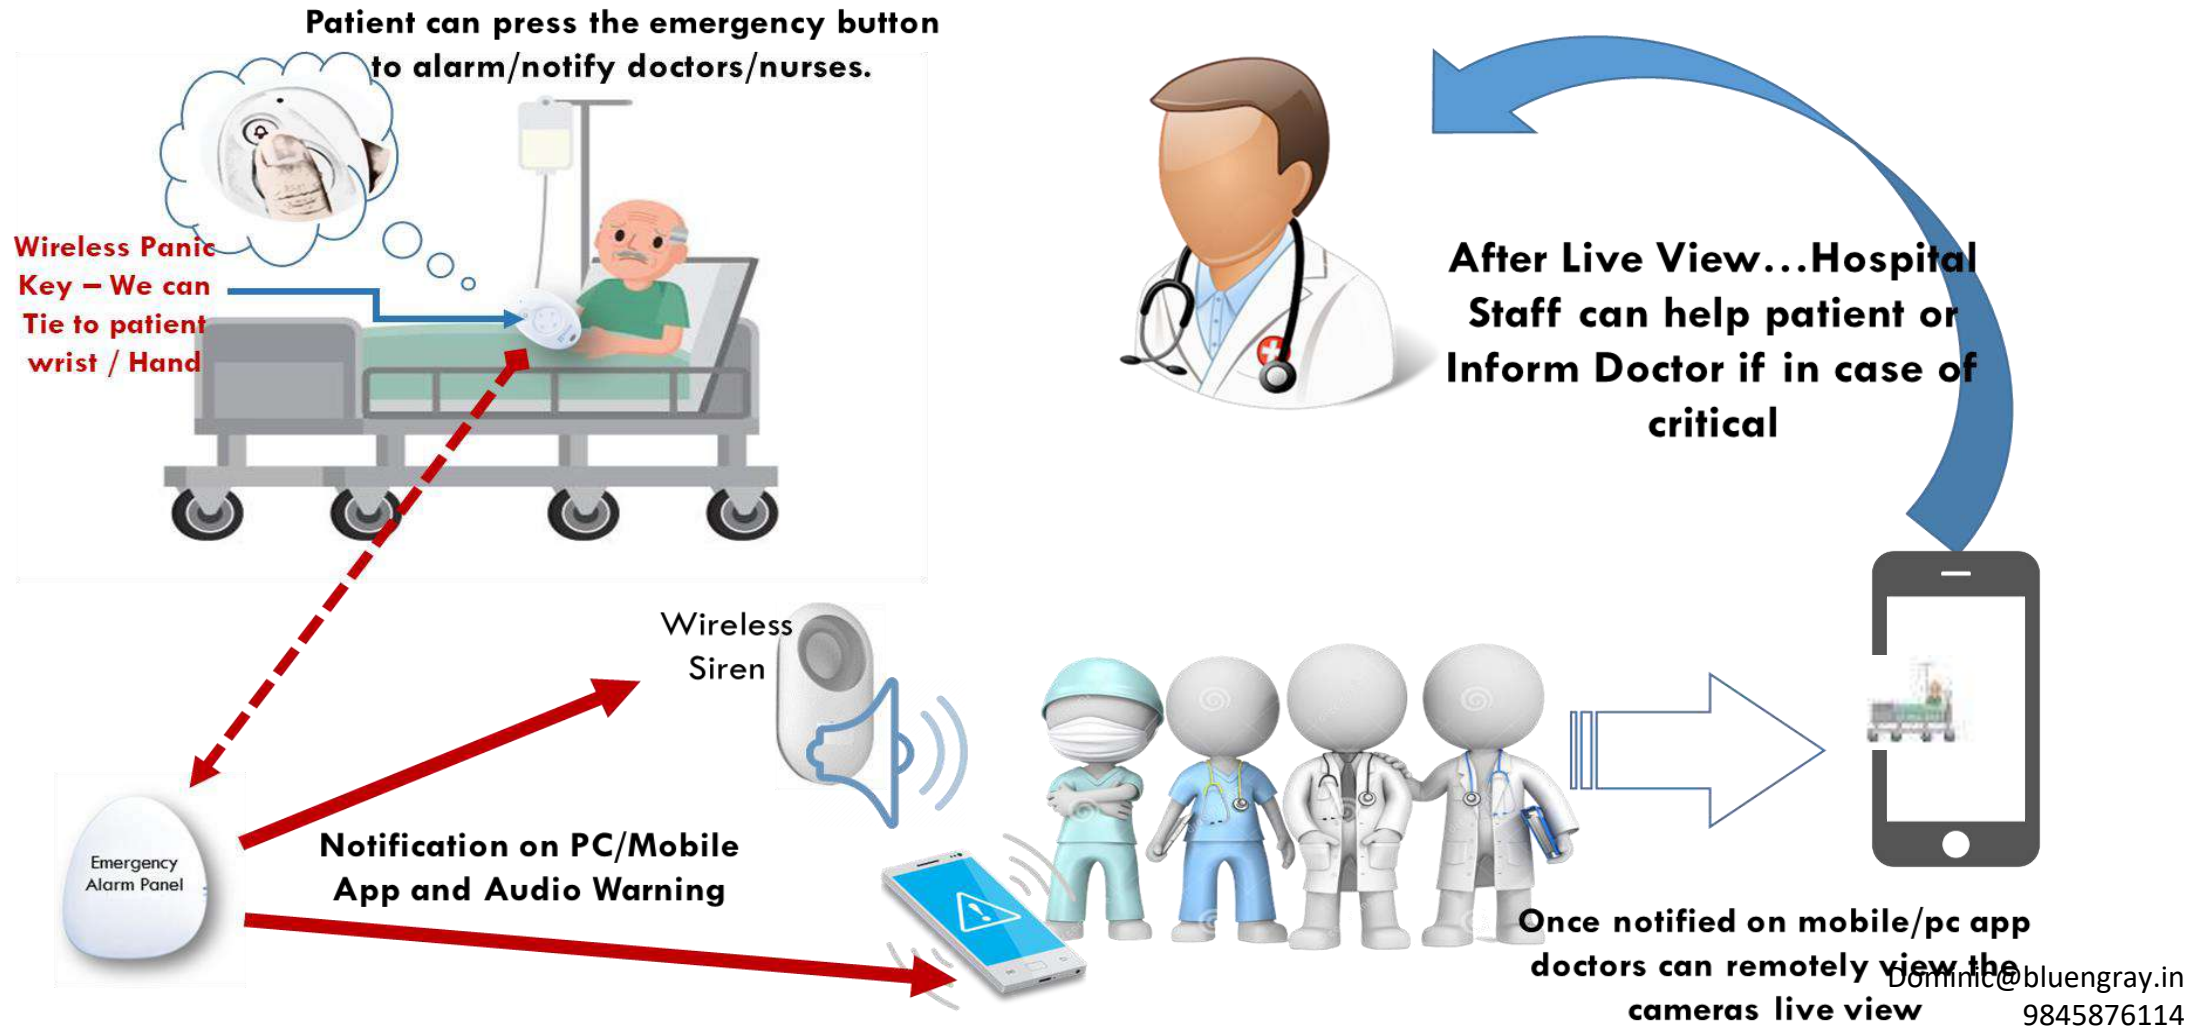 Patient can press the emergency button
to alarm/notify doctors/nurses.
Wireless Panic
Key – We can
Tie to patient
wrist / Hand
After Live View...Hospital
Staff can help patient or
Inform Doctor if in case of
critical
Wireless
Siren
Emergency
Alarm Panel
Notification on PC/Mobile
App and Audio Warning
Once notified on mobile/pc app
doctors can remotely view the
cameras live view
Dominic@bluengray.in
9845876114